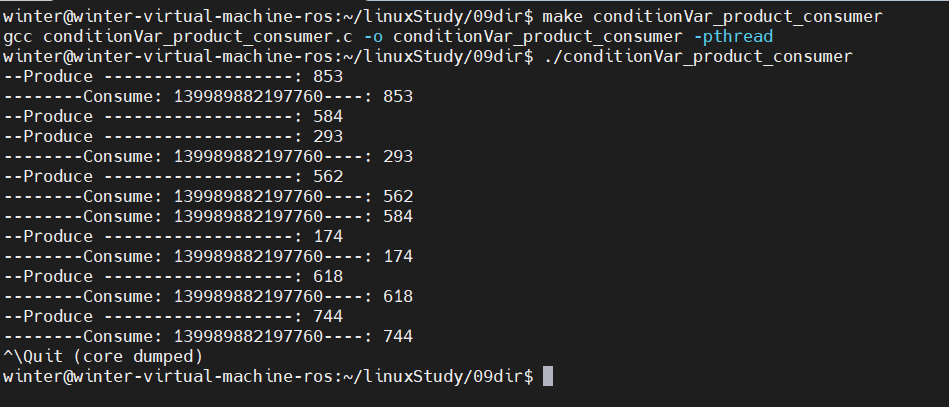 winter@winter-virtual-machine-ros:~/linuxStudy/09dir$ make conditionVar_product_consumer
gcc conditionVar_product_consumer.c -o conditionVar_product_consumer -pthread
winter@winter-virtual-machine-ros:~/linuxStudy/09dir$ ./conditionVar_product_consumer
--Produce -------------------: 853
--------Consume: 139989882197760----: 853
--Produce -------------------: 584
--Produce -------------------: 293
--------Consume: 139989882197760----: 293
--Produce -------------------: 562
--------Consume: 139989882197760----: 562
--------Consume: 139989882197760----: 584
--Produce -------------------: 174
--------Consume: 139989882197760----: 174
--Produce -------------------: 618
--------Consume: 139989882197760----: 618
--Produce -------------------: 744
--------Consume: 139989882197760----: 744
^\Quit (core dumped)
winter@winter-virtual-machine-ros:~/linuxStudy/09dir$